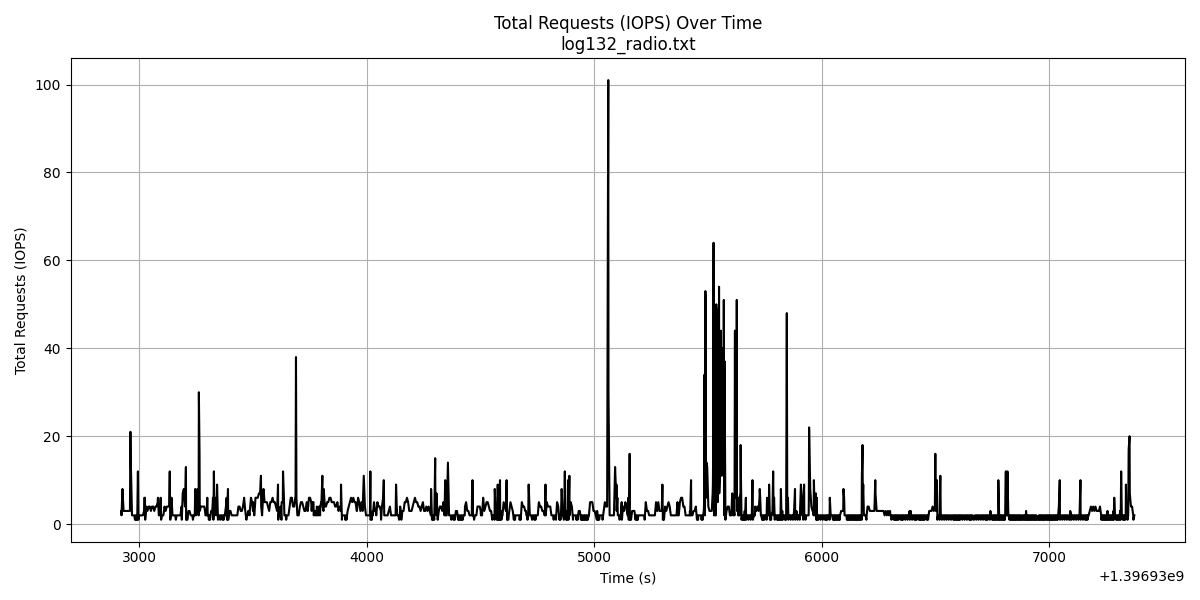 Total Requests (IOPS) Over Time
log132_radio.txt
Total Requests (IOPS)
100
80
60
40
20
0
3000 4000 5000 6000 7000
Time (s)
+1.39693e9